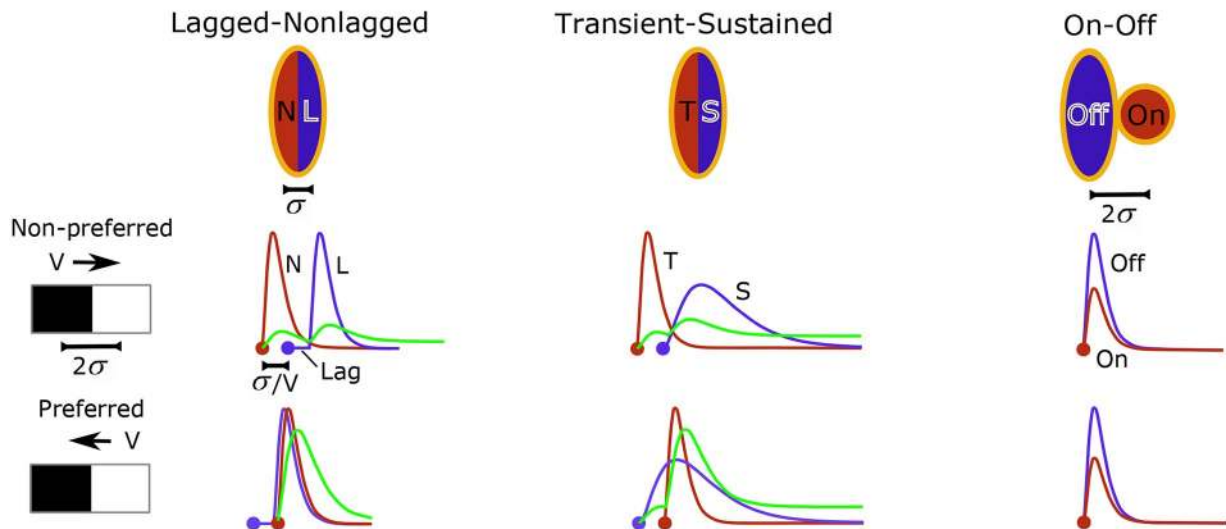 Lagged-Nonlagged Transient-Sustained On-Off
N L T S Off On
σ 2σ
Non-preferred
V
N L T S Off
2σ
σ/V Lag On
Preferred
V